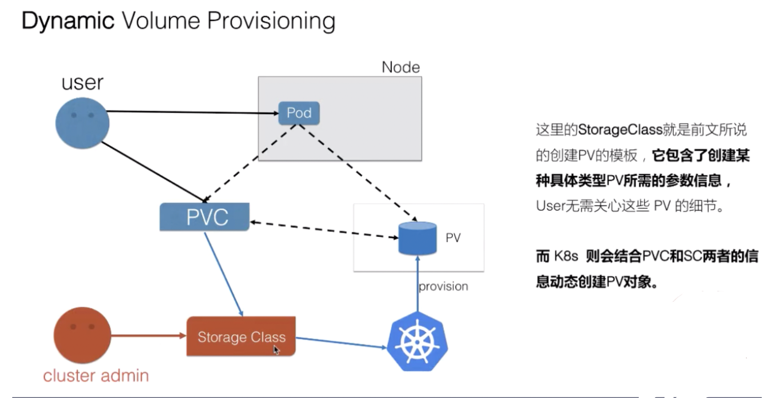 Dynamic Volume Provisioning
user
Node
Pod
PVC
PV
provision
Storage Class
cluster admin
这里的StorageClass就是前文所说
的创建PV的模板，它包含了创建某
种具体类型PV所需的参数信息，
User无需关心这些 PV 的细节。
而 K8s 则会结合PVC和SC两者的信
息动态创建PV对象。